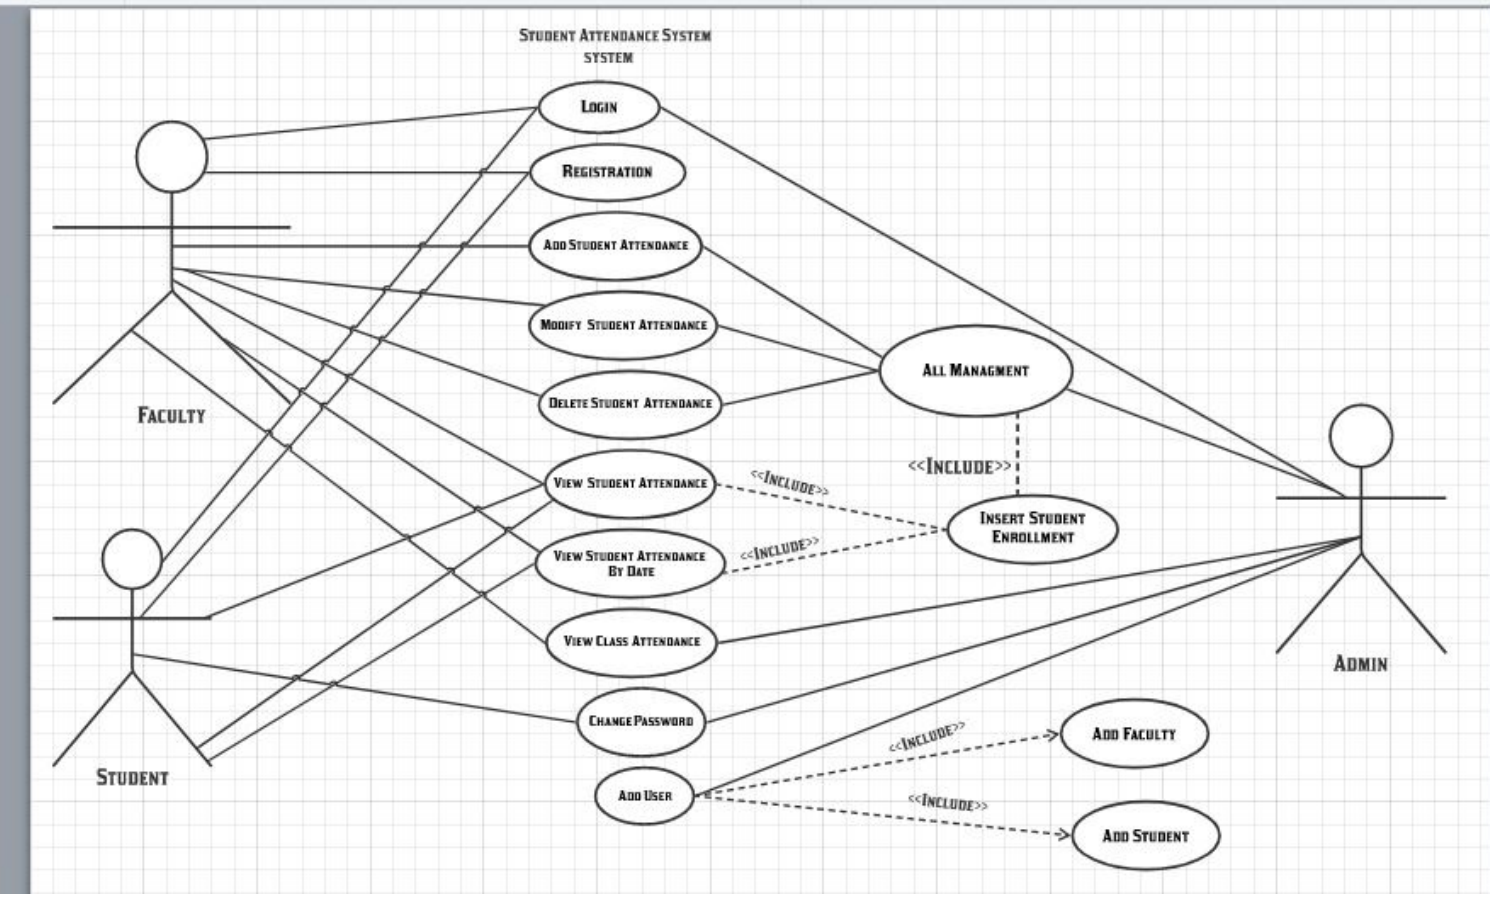 Student Attendance System
system
Login
Registration
Add Student Attendance
Modify Student Attendance
Delete Student Attendance
All Managment
Faculty
<<Include>>
View Student Attendance
<<Include>>
Insert Student
Enrollment
<<Include>>
View Student Attendance
By Date
View Class Attendance
Admin
Change Password
Student
<<Include>>
Add Faculty
Add User
<<Include>>
Add Student